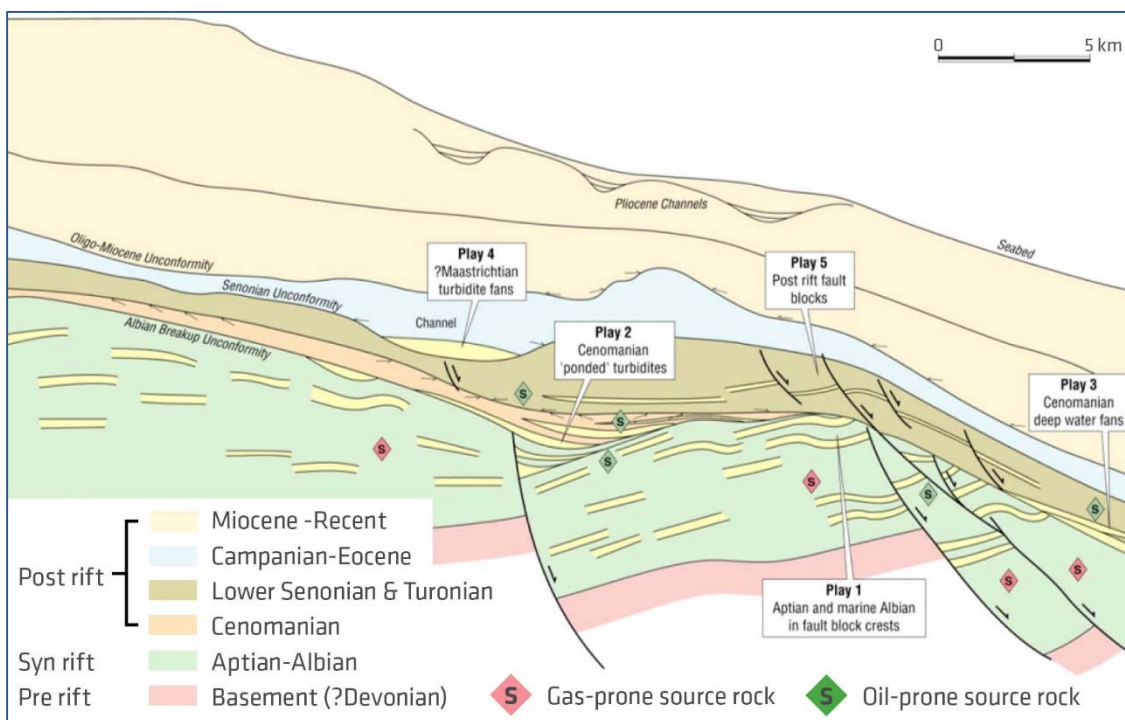 0 5 km
Pliocene Channels
Seabed
Oligo-Miocene Unconformity
Senonian Unconformity
Albian Breakup Unconformity
Channel
Play 4
?Maastrichtian
turbidite fans
Play 5
Post rift fault
blocks
Play 2
Cenomanian
'ponded' turbidites
Play 3
Cenomanian
deep water fans
S
S
S
S
S
S
S
S
S
Play 1
Aptian and marine Albian
in fault block crests
Post rift
Miocene -Recent
Campanian-Eocene
Lower Senonian & Turonian
Cenomanian
Syn rift Aptian-Albian
Pre rift Basement (?Devonian) S Gas-prone source rock S Oil-prone source rock